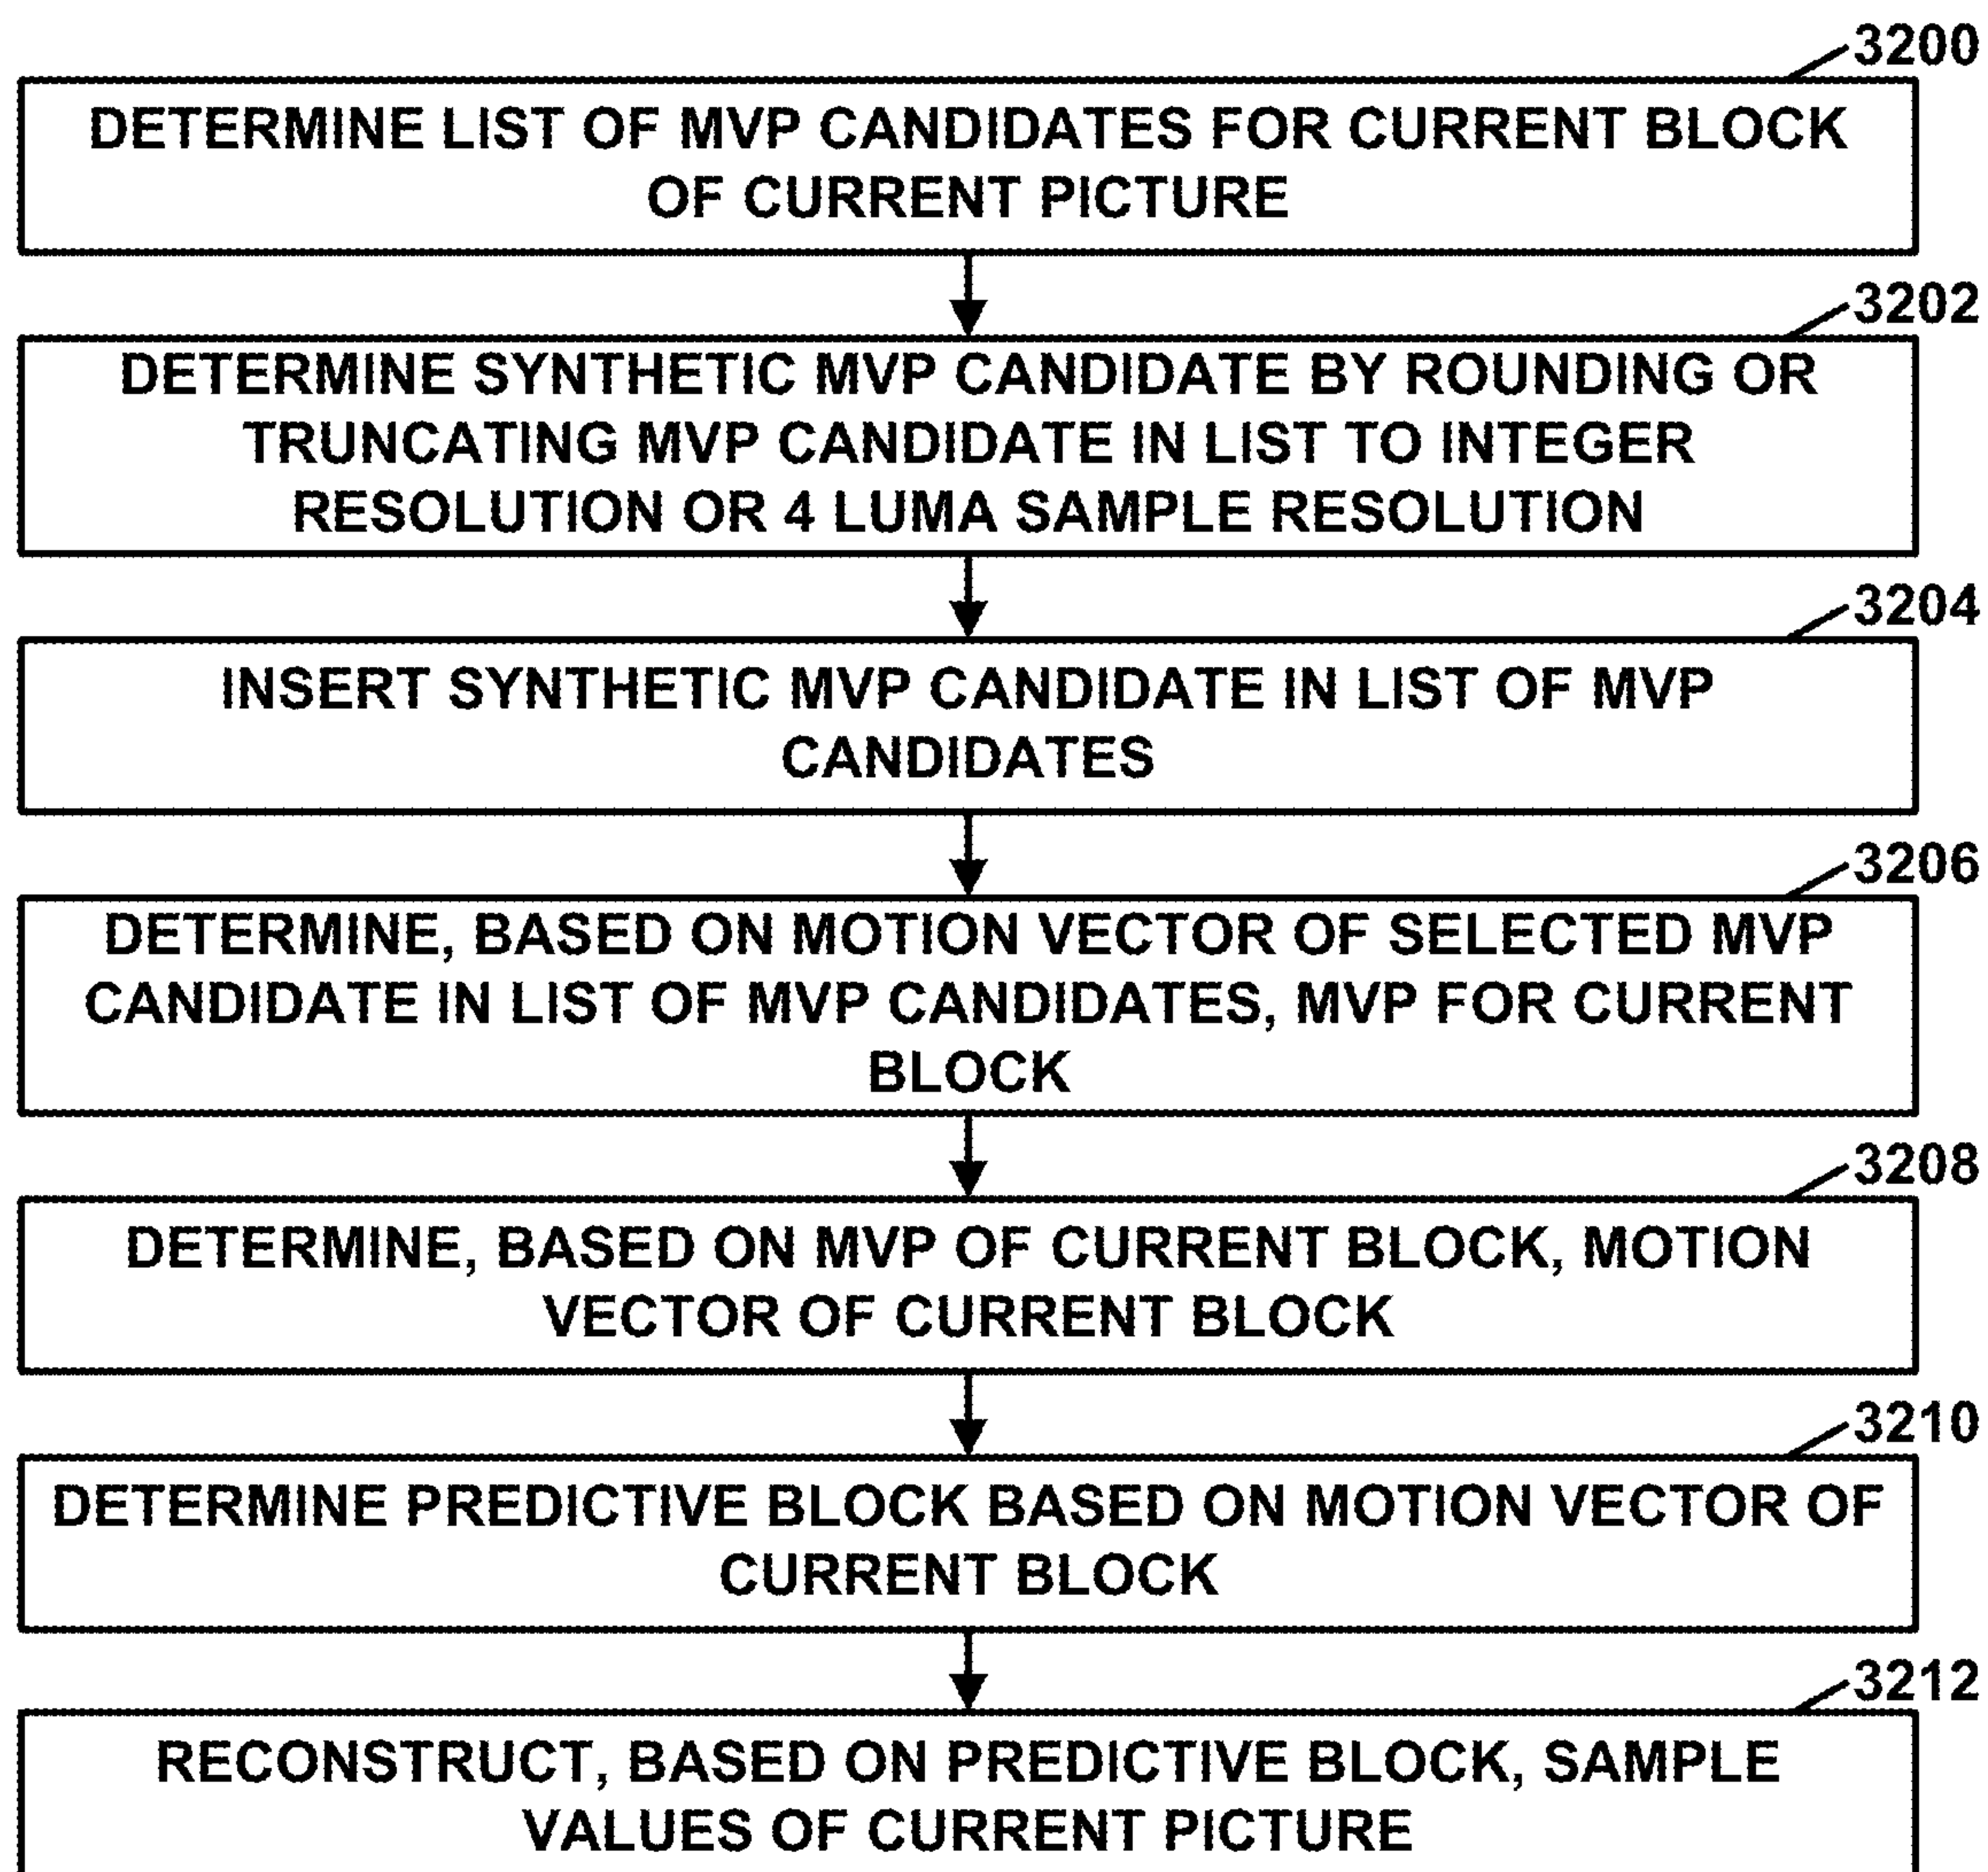 3200
DETERMINE LIST OF MVP CANDIDATES FOR CURRENT BLOCK
OF CURRENT PICTURE
3202
DETERMINE SYNTHETIC MVP CANDIDATE BY ROUNDING OR
TRUNCATING MVP CANDIDATE IN LIST TO INTEGER
RESOLUTION OR 4 LUMA SAMPLE RESOLUTION
3204
INSERT SYNTHETIC MVP CANDIDATE IN LIST OF MVP
CANDIDATES
3206
DETERMINE, BASED ON MOTION VECTOR OF SELECTED MVP
CANDIDATE IN LIST OF MVP CANDIDATES, MVP FOR CURRENT
BLOCK
3208
DETERMINE, BASED ON MVP OF CURRENT BLOCK, MOTION
VECTOR OF CURRENT BLOCK
3210
DETERMINE PREDICTIVE BLOCK BASED ON MOTION VECTOR OF
CURRENT BLOCK
3212
RECONSTRUCT, BASED ON PREDICTIVE BLOCK, SAMPLE
VALUES OF CURRENT PICTURE